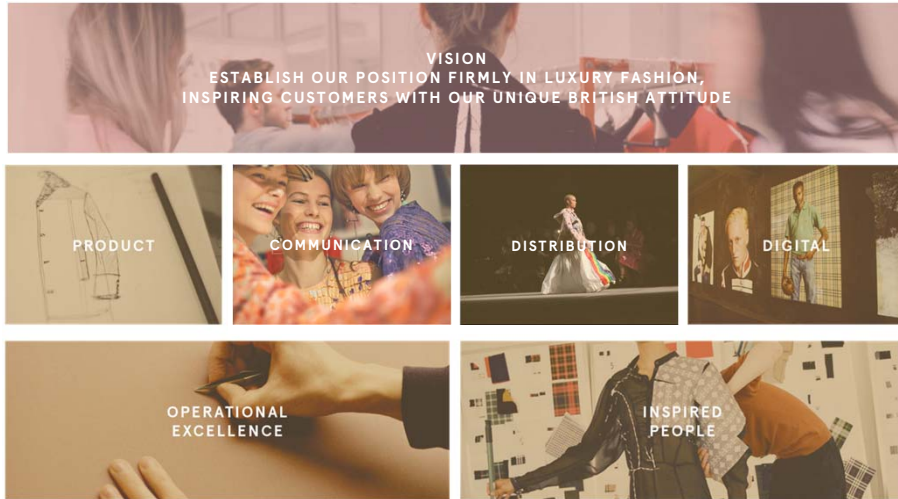 VISION
ESTABLISH OUR POSITION FIRMLY IN LUXURY FASHION,
INSPIRING CUSTOMERS WITH OUR UNIQUE BRITISH ATTITUDE
PRODUCT
COMMUNICATION
DISTRIBUTION
DIGITAL
OPERATIONAL
EXCELLENCE
INSPIRED
PEOPLE